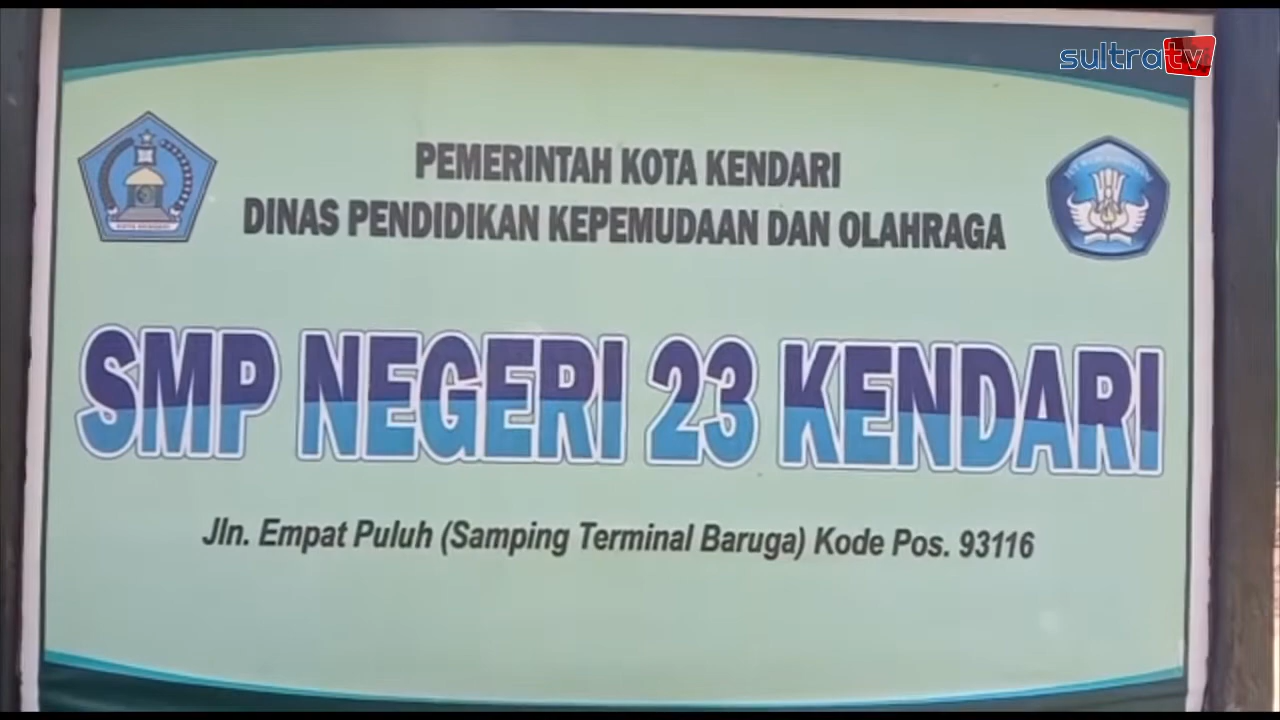 sultratv
PEMERINTAH KOTA KENDARI
DINAS PENDIDIKAN KEPEMUDAAN DAN OLAHRAGA
SMP NEGERI 23 KENDARI
Jln. Empat Puluh (Samping Terminal Baruga) Kode Pos. 93116